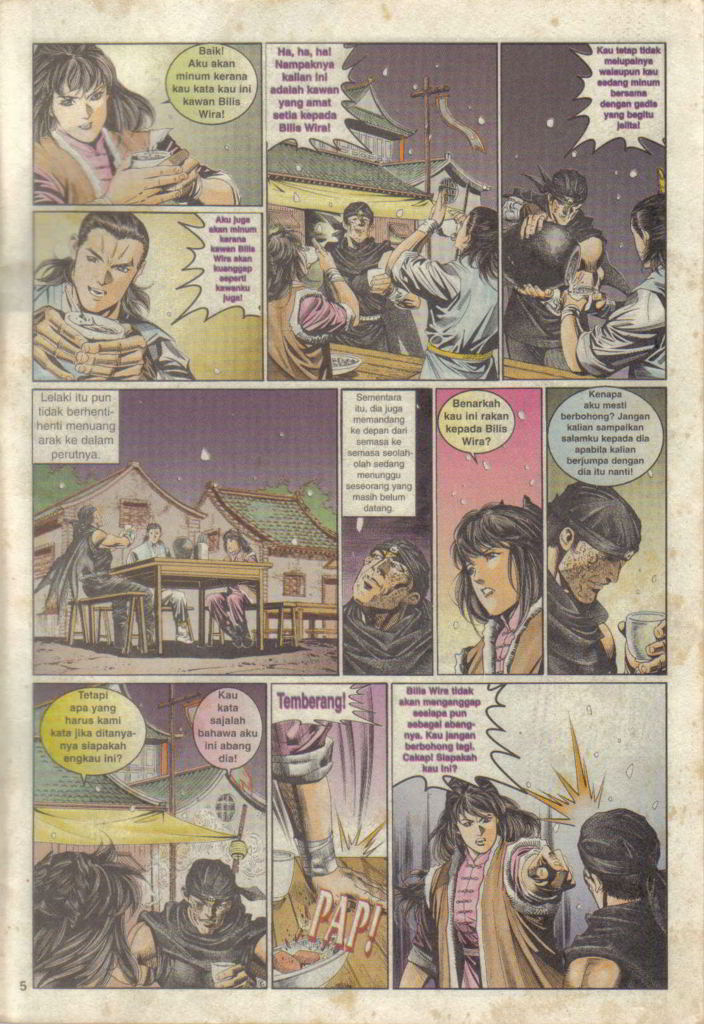 Baik!
Aku akan
minum kerana
kau kata kau ini
kawan Bilis
Wira!
Aku juga
akan minum
kerana
kawan Bilis
Wira akan
kuanggap
seperti
kawanku
juga!
Ha, ha, ha!
Nampaknya
kalian ini
adalah kawan
yang amat
setia kepada
Bilis Wira!
Kau tetap tidak
melupainya
walaupun kau
sedang minum
bersama
dengan gadis
yang begitu
jelita!
Lelaki itu pun
tidak berhenti-
henti menuang
arak ke dalam
perutnya.
Sementara
itu, dia juga
memandang
ke depan dari
semasa ke
semasa seolah-
olah sedang
menunggu
seseorang yang
masih belum
datang.
Benarkah
kau ini rakan
kepada Bilis
Wira?
Kenapa
aku mesti
berbohong? Jangan
kalian sampaikan
salamku kepada dia
apabila kalian
berjumpa dengan
dia itu nanti!
Tetapi
apa yang
harus kami
kata jika ditanya-
nya siapakah
engkau ini?
Kau
kata
sajalah
bahawa aku
ini abang
dia!
Temberang!
PAP!
Bilis Wira tidak
akan menganggap
sesiapa pun
sebagai abang-
nya. Kau jangan
berbohong lagi.
Cakap! Siapakah
kau ini?
5